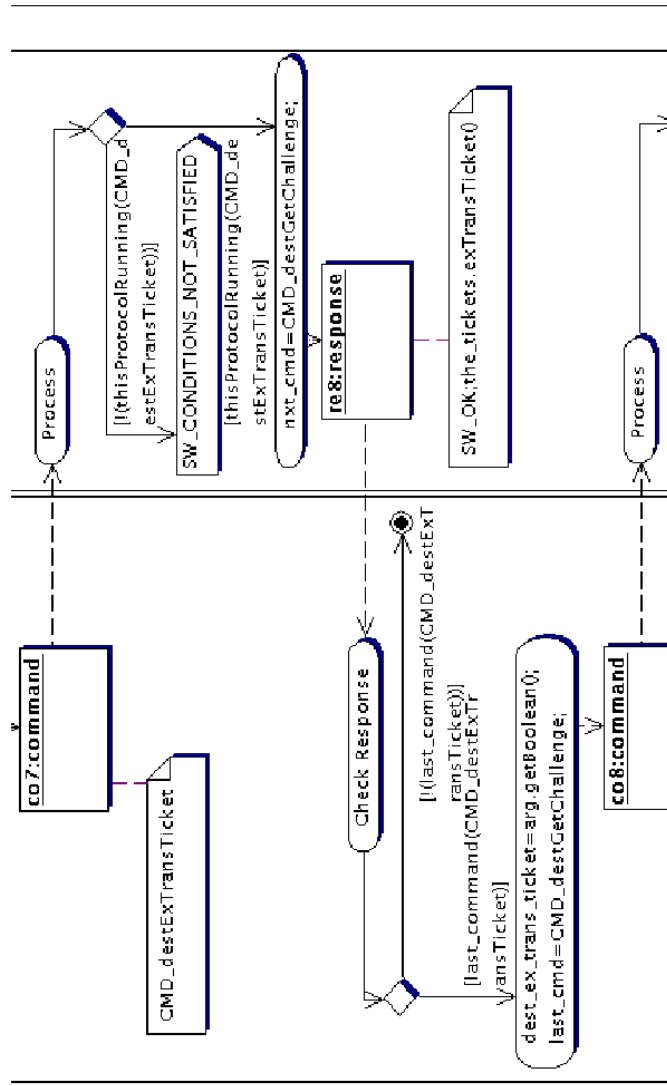 co7:command
CMD_destExTransTicket
Process
[!(thisProtocolRunning(CMD_d
estExTransTicket))]
SW_CONDITIONS_NOT_SATISFIED
[thisProtocolRunning(CMD_de
stExTransTicket)]
nxt_cmd=CMD_destGetChallenge;
re8:response
SW_OK;the_tickets.exTransTicket()
Check Response
[!(last_command(CMD_destExT
ransTicket))]
[last_command(CMD_destExTr
ansTicket)]
dest_ex_trans_ticket=arg.getBoolean();
last_cmd=CMD_destGetChallenge;
co8:command
Process